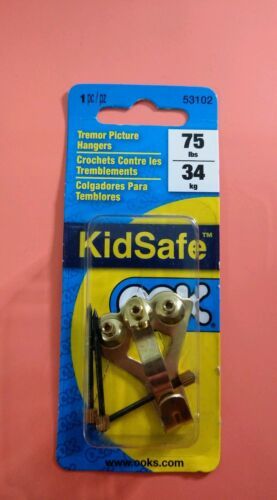 1 pc / pz
53102
Tremor Picture
Hangers
Crochets Contre les
Tremblements
Colgadores Para
Temblores
75
lbs
34
kg
KidSafe™
OOK
www.ooks.com